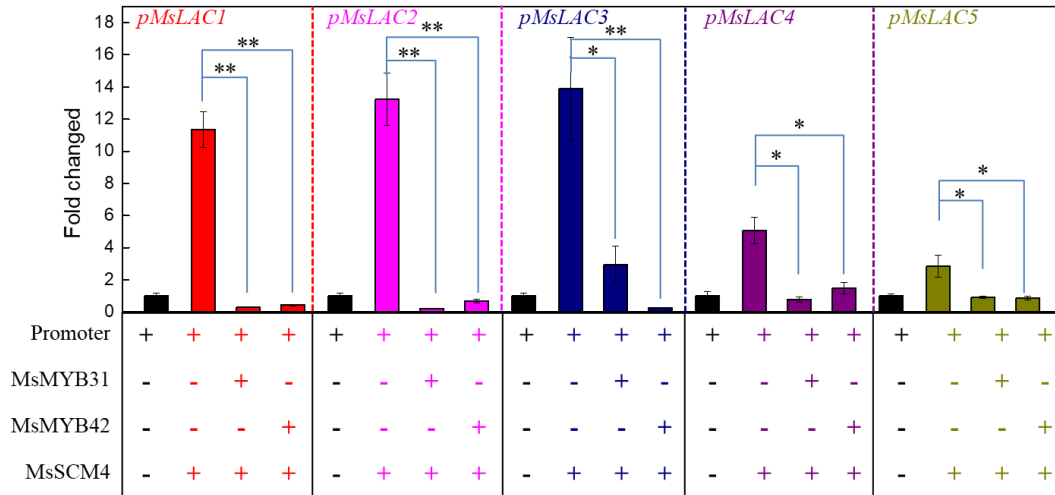 pMsLAC1 pMsLAC2 pMsLAC3 pMsLAC4 pMsLAC5
18
16
14
12
10
8
6
4
2
0
Fold changed
** ** ** ** * ** * * * *
Promoter + + + + + + + + + + + + + + + + + + + +
MsMYB31 - - + - - - + - - - + - - - + - - - + -
MsMYB42 - - - + - - - + - - - + - - - + - - - +
MsSCM4 - + + + - + + + - + + + - + + + - + + +